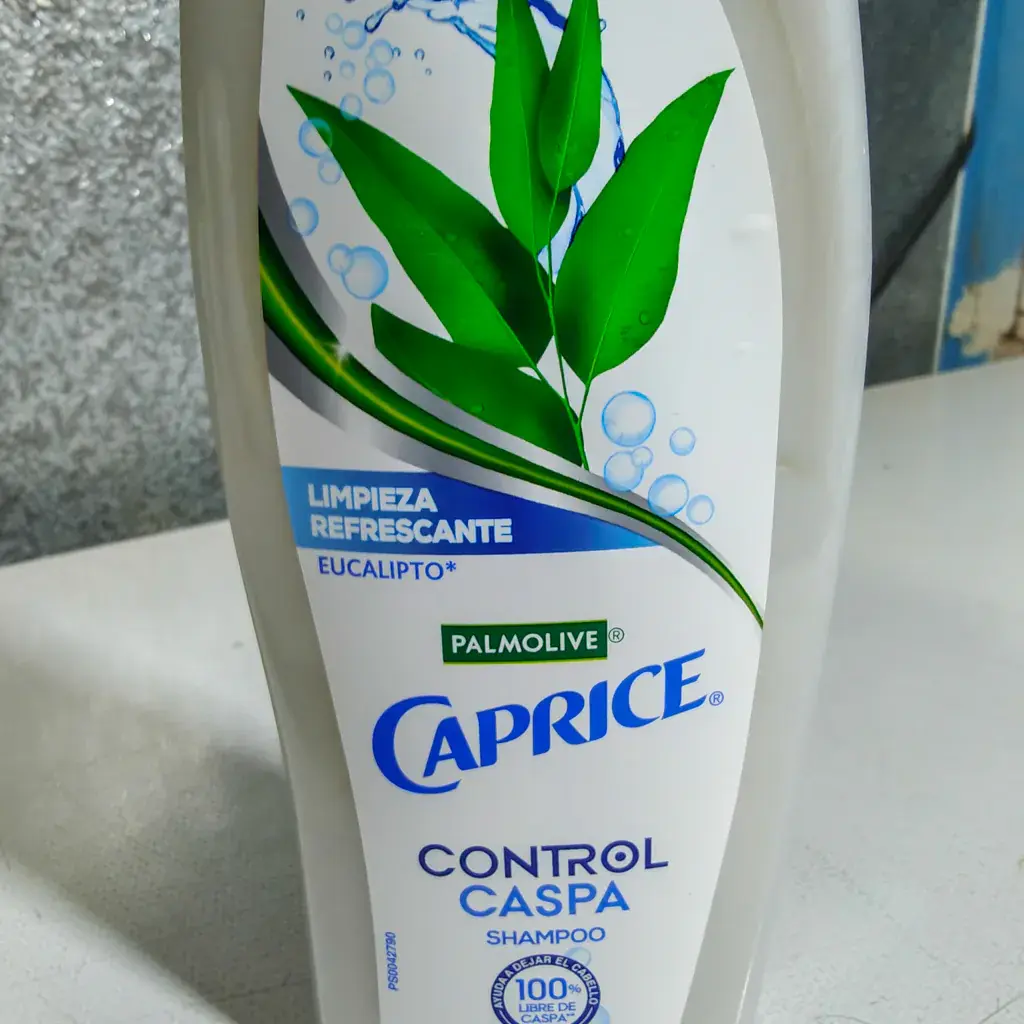 LIMPIEZA
REFRESCANTE
EUCALIPTO*
PALMOLIVE®
CAPRICE®
CONTROL
CASPA
SHAMPOO
PS0042790
AYUDA A DEJAR EL CABELLO
100%
LIBRE DE
CASPA**